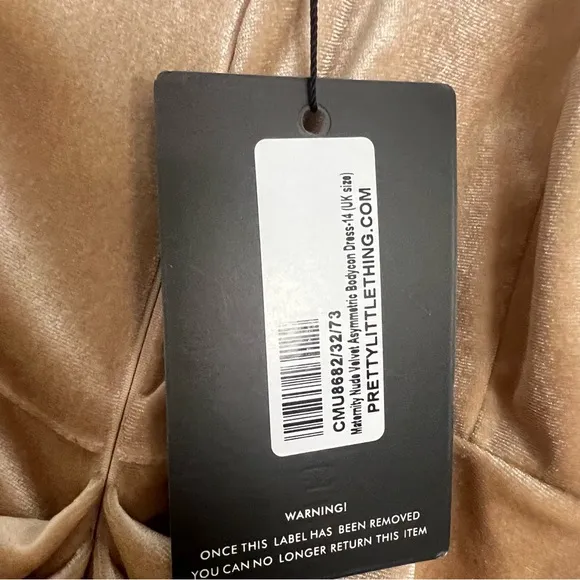 CMU8682/32/73
Maternity Nude Velvet Asymmetric Bodycon Dress-14 (UK size)
PRETTYLITTLETHING.COM
WARNING!
ONCE THIS LABEL HAS BEEN REMOVED
YOU CAN NO LONGER RETURN THIS ITEM